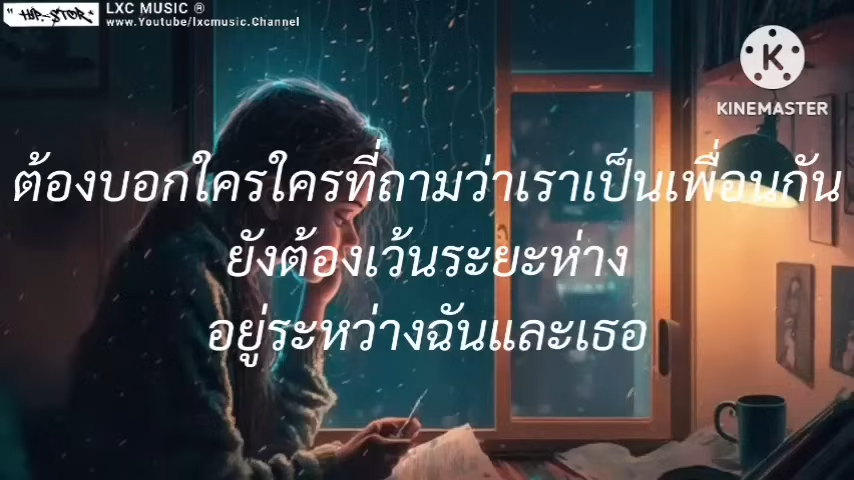 "HIP-STER"
LXC MUSIC ®
www.Youtube/lxcmusic.Channel
K
KINEMASTER
ต้องบอกใครใครที่ถามว่าเราเป็นเพื่อนกัน
ยังต้องเว้นระยะห่าง
อยู่ระหว่างฉันและเธอ